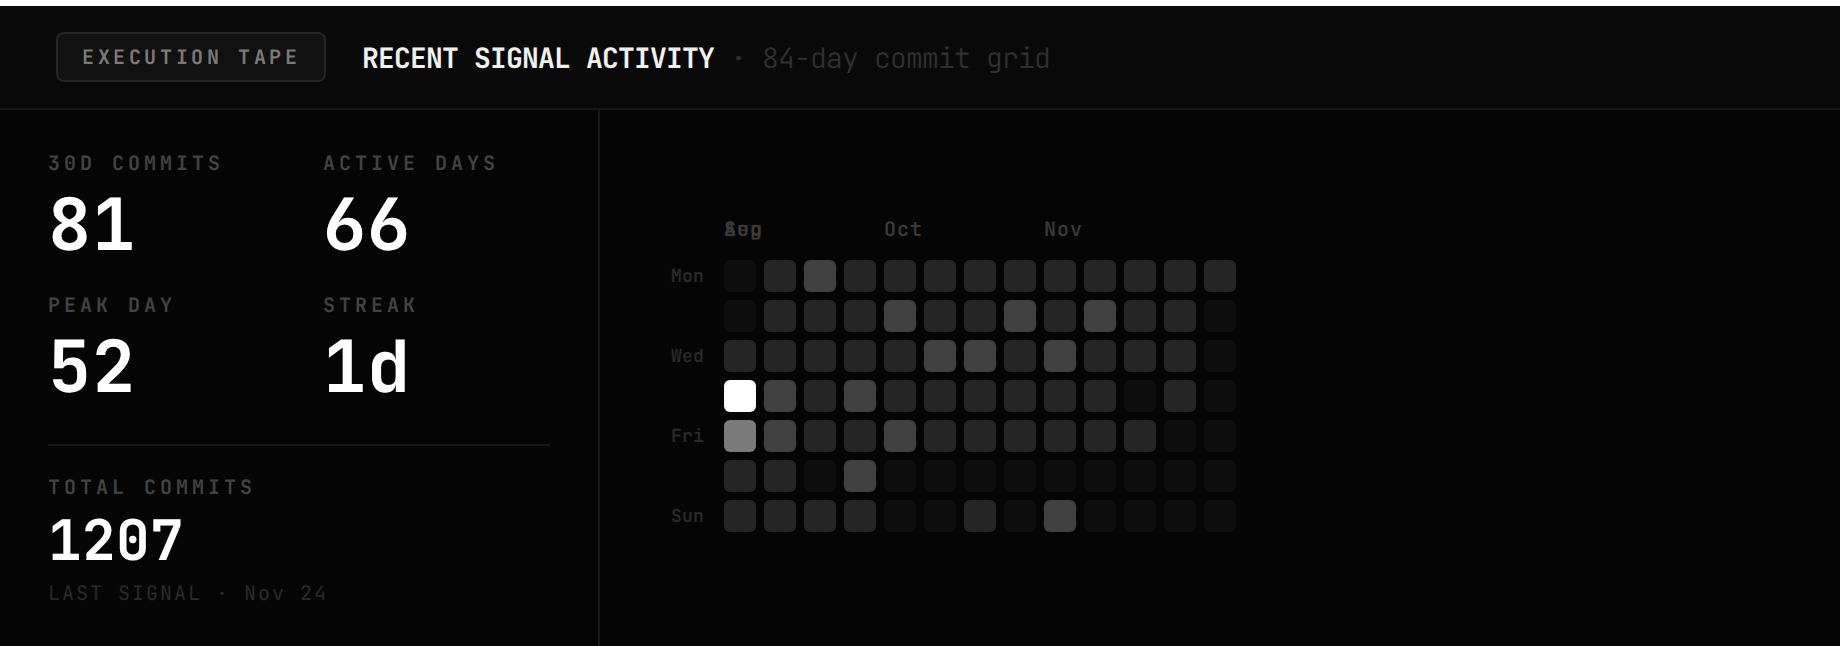 EXECUTION TAPE RECENT SIGNAL ACTIVITY · 84-day commit grid
30D COMMITS ACTIVE DAYS
81 66
PEAK DAY STREAK
52 1d
TOTAL COMMITS
1207
LAST SIGNAL · Nov 24
Oct Nov
Mon
Wed
Fri
Sun